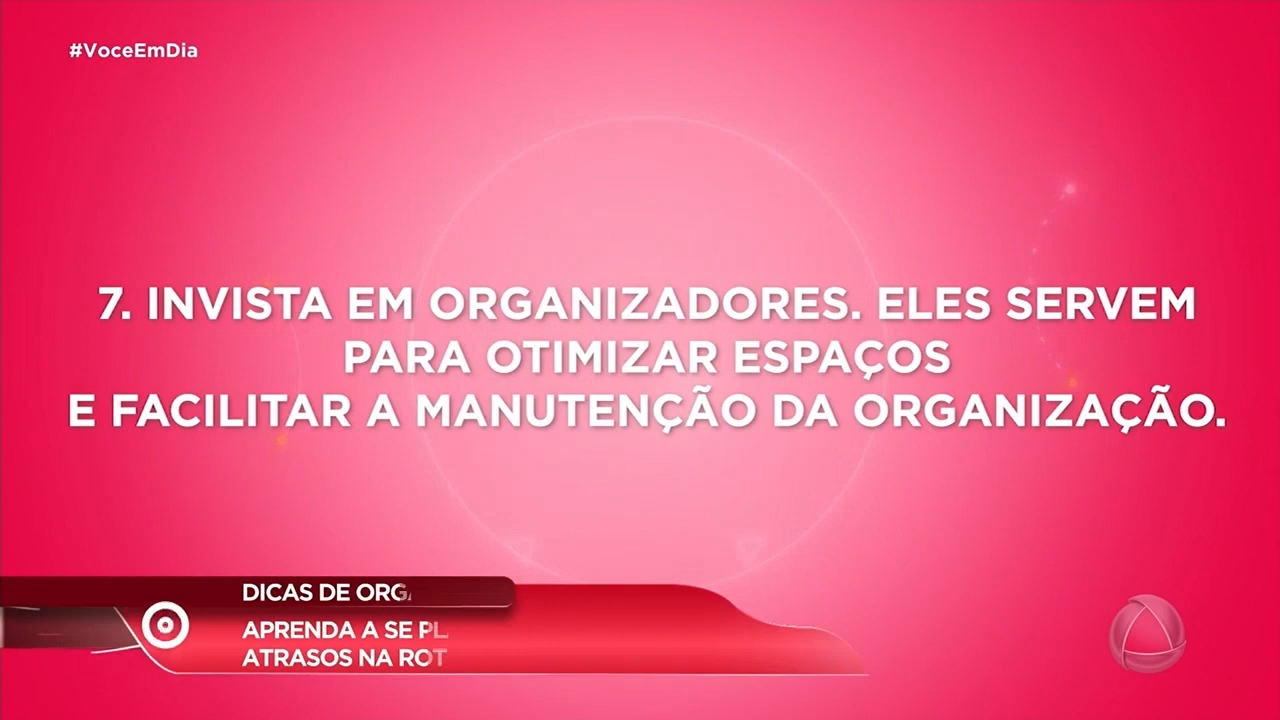 #VoceEmDia
7. INVISTA EM ORGANIZADORES. ELES SERVEM
PARA OTIMIZAR ESPAÇOS
E FACILITAR A MANUTENÇÃO DA ORGANIZAÇÃO.
DICAS DE ORG
APRENDA A SE PL
ATRASOS NA ROT